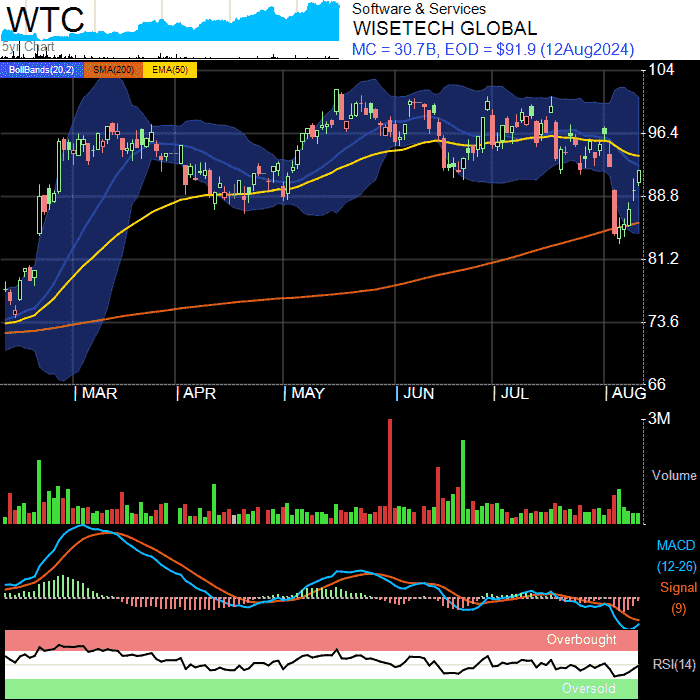 WTC
5yr Chart
Software & Services
WISETECH GLOBAL
MC = 30.7B, EOD = $91.9 (12Aug2024)
BollBands(20,2) SMA(200) EMA(50)
104
96.4
88.8
81.2
73.6
66
MAR APR MAY JUN JUL AUG
3M
Volume
MACD
(12-26)
Signal
(9)
Overbought
RSI(14)
Oversold